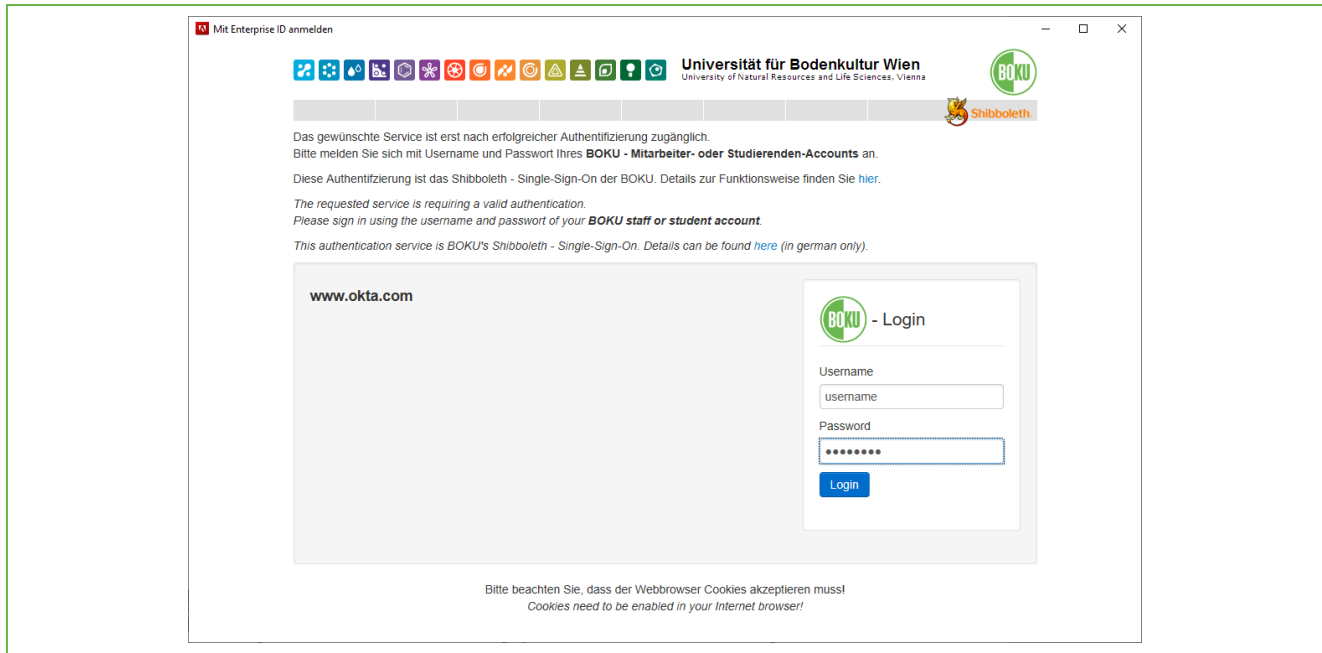 Mit Enterprise ID anmelden
Universität für Bodenkultur Wien
University of Natural Resources and Life Sciences, Vienna
BOKU
Shibboleth.
Das gewünschte Service ist erst nach erfolgreicher Authentifizierung zugänglich.
Bitte melden Sie sich mit Username und Passwort Ihres BOKU - Mitarbeiter- oder Studierenden-Accounts an.
Diese Authentifzierung ist das Shibboleth - Single-Sign-On der BOKU. Details zur Funktionsweise finden Sie hier.
The requested service is requiring a valid authentication.
Please sign in using the username and passwort of your BOKU staff or student account.
This authentication service is BOKU's Shibboleth - Single-Sign-On. Details can be found here (in german only).
www.okta.com
BOKU - Login
Username
username
Password
••••••••
Login
Bitte beachten Sie, dass der Webbrowser Cookies akzeptieren muss!
Cookies need to be enabled in your Internet browser!